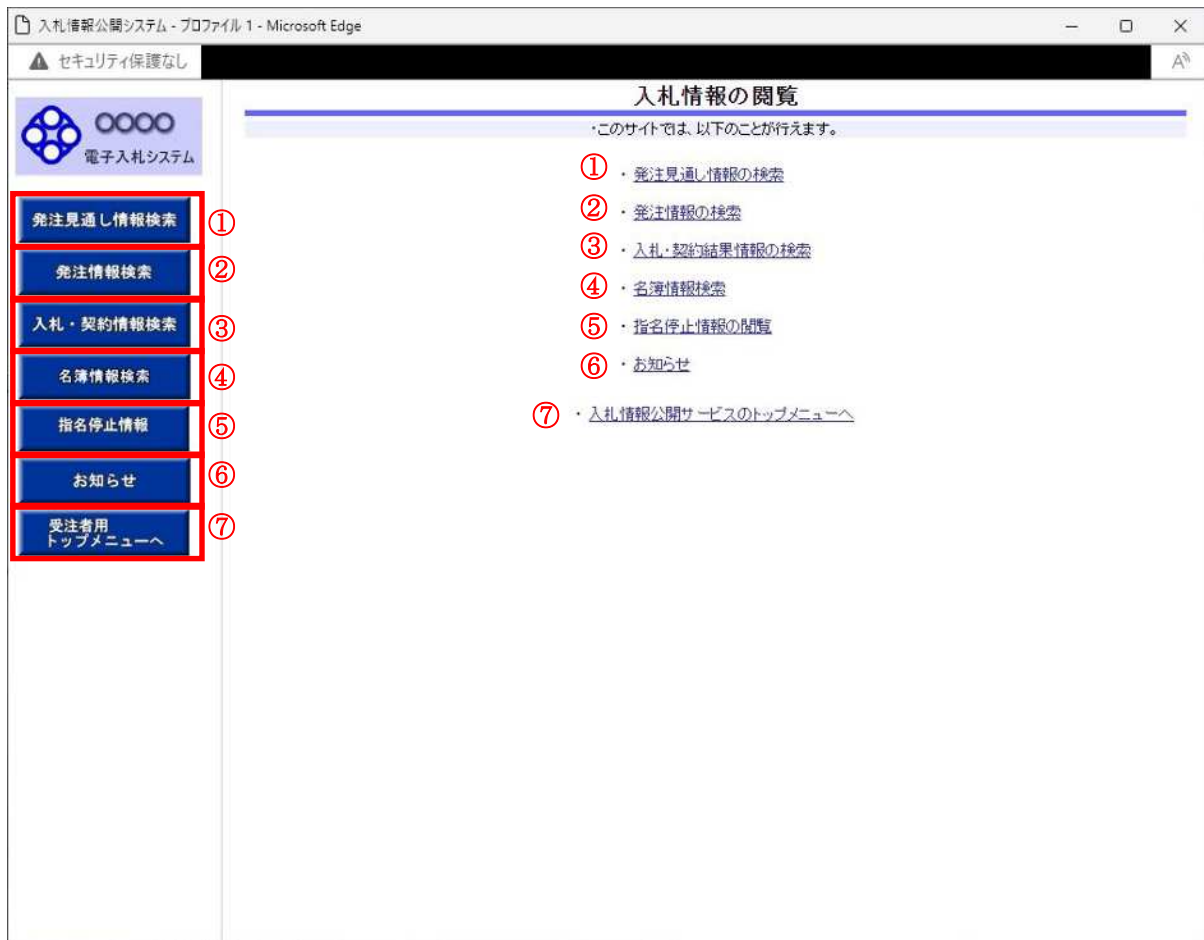 入札情報公開システム - プロファイル 1 - Microsoft Edge
セキュリティ保護なし
○○○○
電子入札システム
発注見通し情報検索 ①
発注情報検索 ②
入札・契約情報検索 ③
名簿情報検索 ④
指名停止情報 ⑤
お知らせ ⑥
受注者用
トップメニューへ ⑦
入札情報の閲覧
・このサイトでは、以下のことが行えます。
① ・ 発注見通し情報の検索
② ・ 発注情報の検索
③ ・ 入札・契約結果情報の検索
④ ・ 名簿情報検索
⑤ ・ 指名停止情報の閲覧
⑥ ・ お知らせ
⑦ ・ 入札情報公開サービスのトップメニューへ